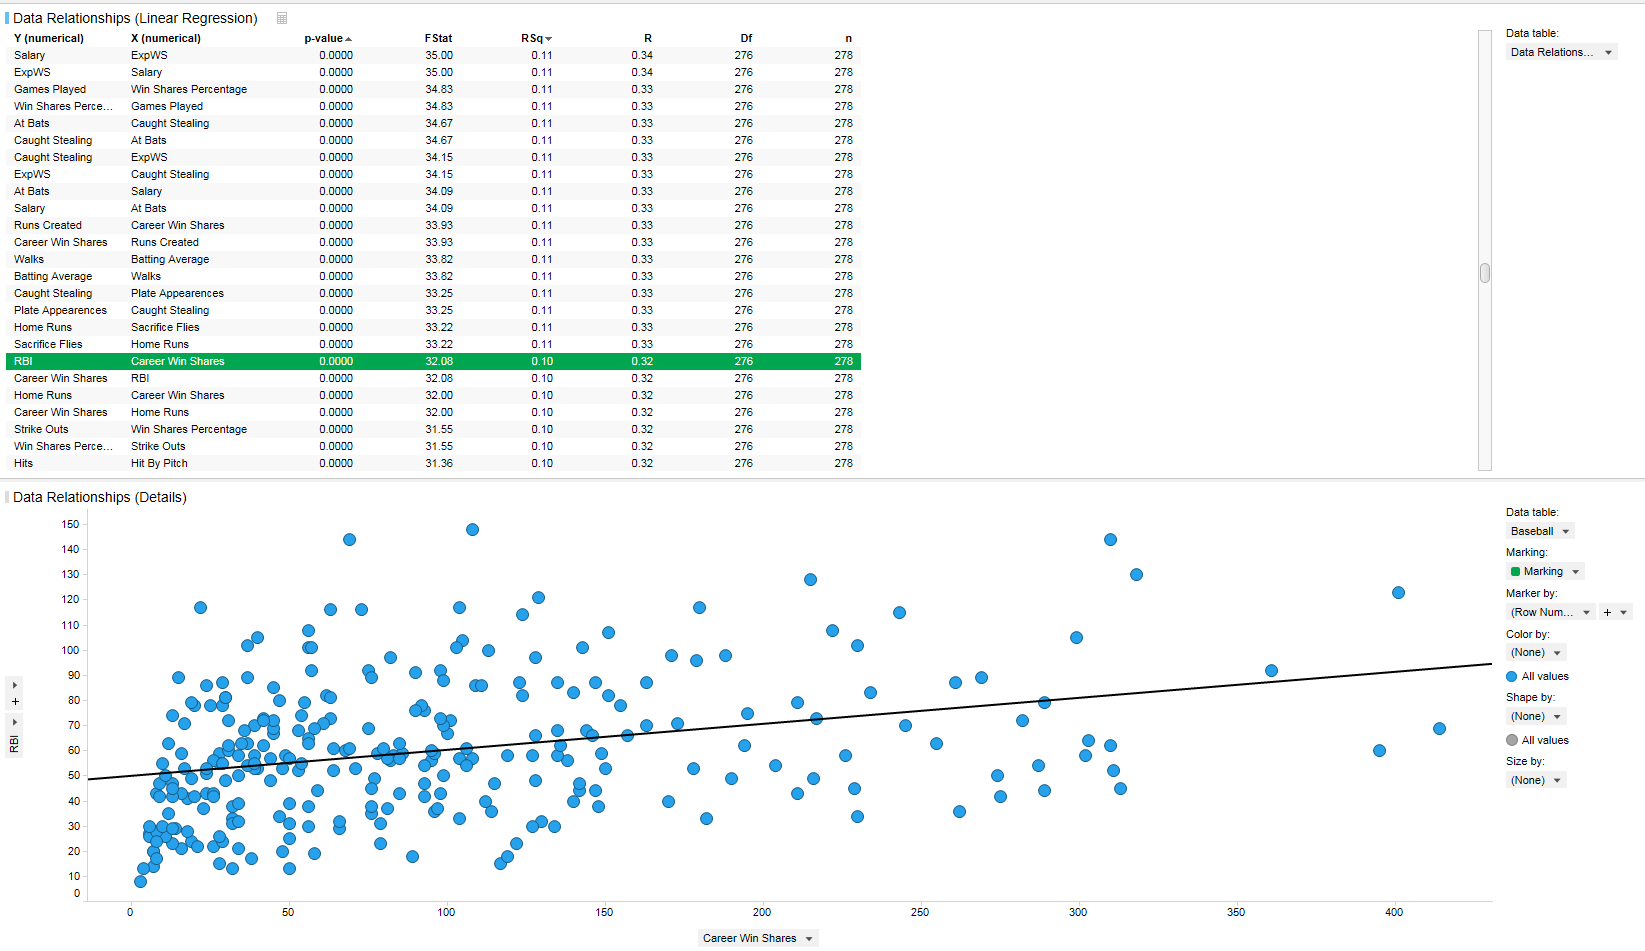 Data Relationships (Linear Regression)
Y (numerical) X (numerical) p-value FStat RSq R Df n
Salary ExpWS 0.0000 35.00 0.11 0.34 276 278
ExpWS Salary 0.0000 35.00 0.11 0.34 276 278
Games Played Win Shares Percentage 0.0000 34.83 0.11 0.33 276 278
Win Shares Perce... Games Played 0.0000 34.83 0.11 0.33 276 278
At Bats Caught Stealing 0.0000 34.67 0.11 0.33 276 278
Caught Stealing At Bats 0.0000 34.67 0.11 0.33 276 278
Caught Stealing ExpWS 0.0000 34.15 0.11 0.33 276 278
ExpWS Caught Stealing 0.0000 34.15 0.11 0.33 276 278
At Bats Salary 0.0000 34.09 0.11 0.33 276 278
Salary At Bats 0.0000 34.09 0.11 0.33 276 278
Runs Created Career Win Shares 0.0000 33.93 0.11 0.33 276 278
Career Win Shares Runs Created 0.0000 33.93 0.11 0.33 276 278
Walks Batting Average 0.0000 33.82 0.11 0.33 276 278
Batting Average Walks 0.0000 33.82 0.11 0.33 276 278
Caught Stealing Plate Appearences 0.0000 33.25 0.11 0.33 276 278
Plate Appearences Caught Stealing 0.0000 33.25 0.11 0.33 276 278
Home Runs Sacrifice Flies 0.0000 33.22 0.11 0.33 276 278
Sacrifice Flies Home Runs 0.0000 33.22 0.11 0.33 276 278
RBI Career Win Shares 0.0000 32.08 0.10 0.32 276 278
Career Win Shares RBI 0.0000 32.08 0.10 0.32 276 278
Home Runs Career Win Shares 0.0000 32.00 0.10 0.32 276 278
Career Win Shares Home Runs 0.0000 32.00 0.10 0.32 276 278
Strike Outs Win Shares Percentage 0.0000 31.55 0.10 0.32 276 278
Win Shares Perce... Strike Outs 0.0000 31.55 0.10 0.32 276 278
Hits Hit By Pitch 0.0000 31.36 0.10 0.32 276 278
Data table:
Data Relations...
Data Relationships (Details)
150
140
130
120
110
100
90
80
70
60
50
40
30
20
10
0
+
RBI
0 50 100 150 200 250 300 350 400
Career Win Shares
Data table:
Baseball
Marking:
Marking
Marker by:
(Row Num... +
Color by:
(None)
All values
Shape by:
(None)
All values
Size by:
(None)